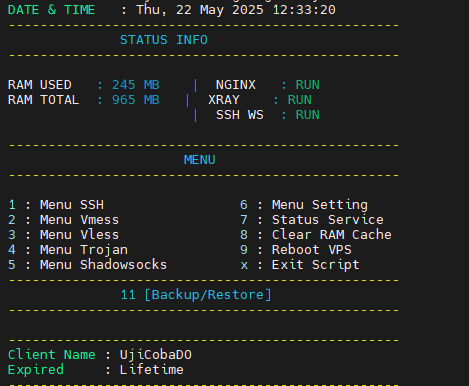 DATE & TIME   : Thu, 22 May 2025 12:33:20
-------------------------------------------------
              STATUS INFO
-------------------------------------------------
RAM USED   : 245 MB    |  NGINX   : RUN
RAM TOTAL  : 965 MB   |  XRAY    : RUN
                       |  SSH WS  : RUN
-------------------------------------------------
                      MENU
-------------------------------------------------
1 : Menu SSH                 6 : Menu Setting
2 : Menu Vmess               7 : Status Service
3 : Menu Vless               8 : Clear RAM Cache
4 : Menu Trojan              9 : Reboot VPS
5 : Menu Shadowsocks         x : Exit Script
-------------------------------------------------
              11 [Backup/Restore]
-------------------------------------------------
-------------------------------------------------
Client Name : UjiCobaDO
Expired     : Lifetime
-------------------------------------------------